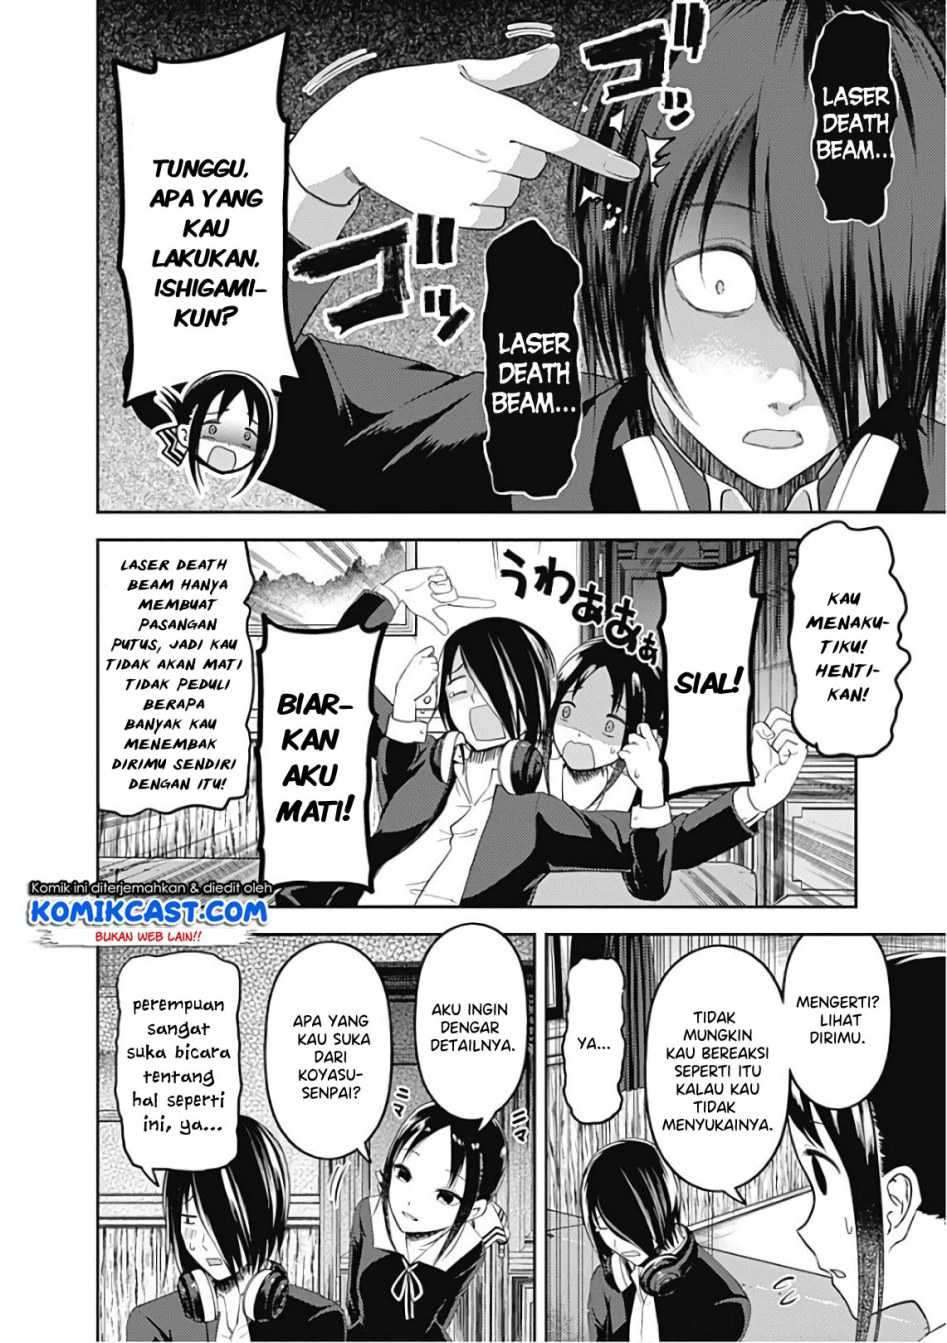 LASER
DEATH
BEAM...
ゴッ
TUNGGU,
APA YANG
KAU
LAKUKAN,
ISHIGAMI-
KUN?
LASER
DEATH
BEAM...
ゴッ
KAU
MENAKU-
TIKU!
HENTI-
KAN!
SIAL!
うわぁぁぁ
BIAR-
KAN
AKU
MATI!
LASER DEATH
BEAM HANYA
MEMBUAT
PASANGAN
PUTUS, JADI KAU
TIDAK AKAN MATI
TIDAK PEDULI
BERAPA
BANYAK KAU
MENEMBAK
DIRIMU SENDIRI
DENGAN ITU!
Komik ini diterjemahkan & diedit oleh
KOMIKCAST.COM
BUKAN WEB LAIN!!
MENGERTI?
LIHAT
DIRIMU.
TIDAK
MUNGKIN
KAU BEREAKSI
SEPERTI ITU
KALAU KAU
TIDAK
MENYUKAINYA.
YA...
AKU INGIN
DENGAR
DETAILNYA.
APA YANG
KAU SUKA
DARI
KOYASU-
SENPAI?
perempuan
sangat
suka bicara
tentang
hal seperti
ini, ya...